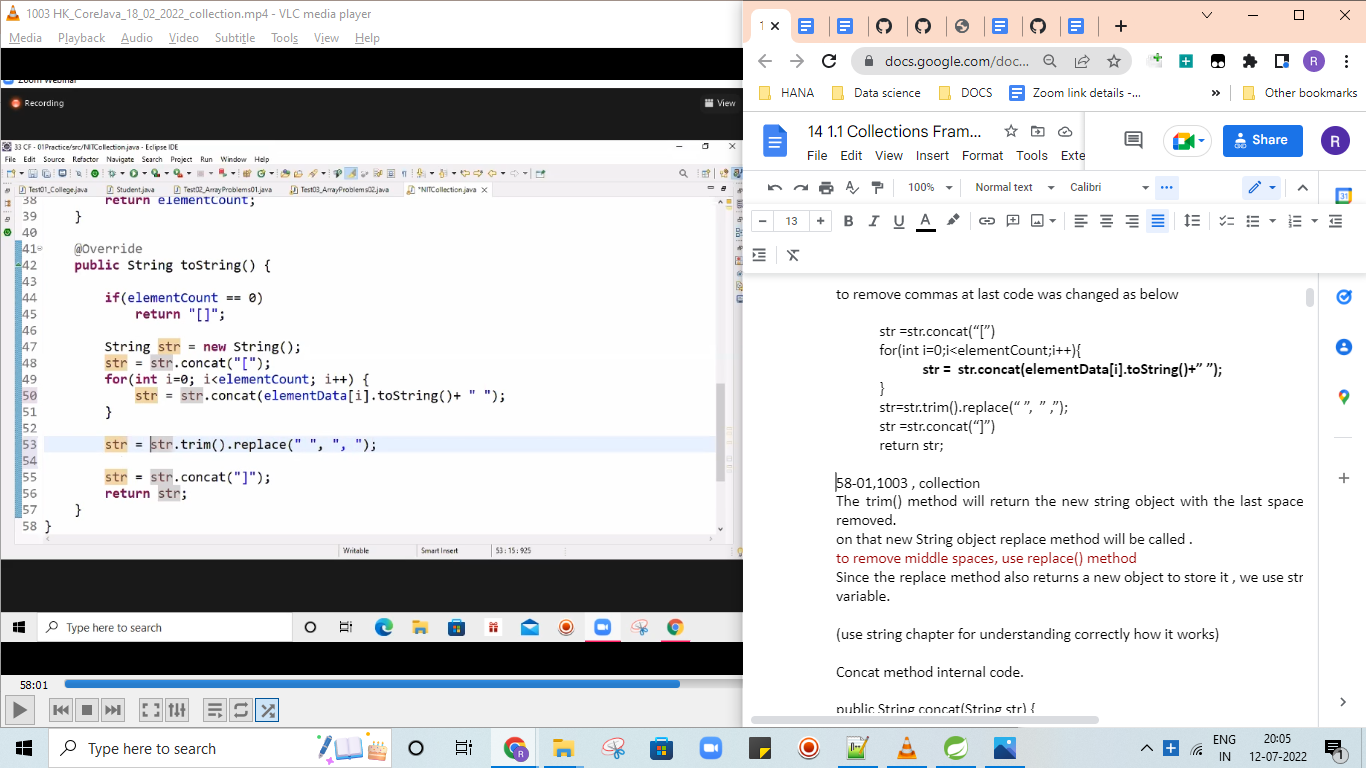 1003 HK_CoreJava_18_02_2022_collection.mp4 - VLC media player
Media Playback Audio Video Subtitle Tools View Help
Zoom Webinar
Recording
View
33 CF - 01Practice/src/NITCollection.java - Eclipse IDE
File Edit Source Refactor Navigate Search Project Run Window Help
Test01_College.java Student.java Test02_ArrayProblems01.java Test03_ArrayProblems02.java *NITCollection.java
38 return elementCount;
39 }
40
41 @Override
42 public String toString() {
43
44 if(elementCount == 0)
45 return "[]";
46
47 String str = new String();
48 str = str.concat("[");
49 for(int i=0; i<elementCount; i++) {
50 str = str.concat(elementData[i].toString()+ " ");
51 }
52
53 str = str.trim().replace(" ", ", ");
54
55 str = str.concat("]");
56 return str;
57 }
58 }
Writable Smart Insert 53 : 15 : 925
Type here to search
58:01
docs.google.com/doc...
R
HANA Data science DOCS Zoom link details -... » Other bookmarks
14 1.1 Collections Fram...
File Edit View Insert Format Tools Exte
Share
R
100% Normal text Calibri
13 B I U A
31
to remove commas at last code was changed as below
str =str.concat(“[”)
for(int i=0;i<elementCount;i++){
str = str.concat(elementData[i].toString()+” ”);
}
str=str.trim().replace(“ ”, ” ,”);
str =str.concat(“]”)
return str;
58-01,1003 , collection
The trim() method will return the new string object with the last space
removed.
on that new String object replace method will be called .
to remove middle spaces, use replace() method
Since the replace method also returns a new object to store it , we use str
variable.
(use string chapter for understanding correctly how it works)
Concat method internal code.
public String concat(String str) {
Type here to search
ENG
IN
20:05
12-07-2022
1